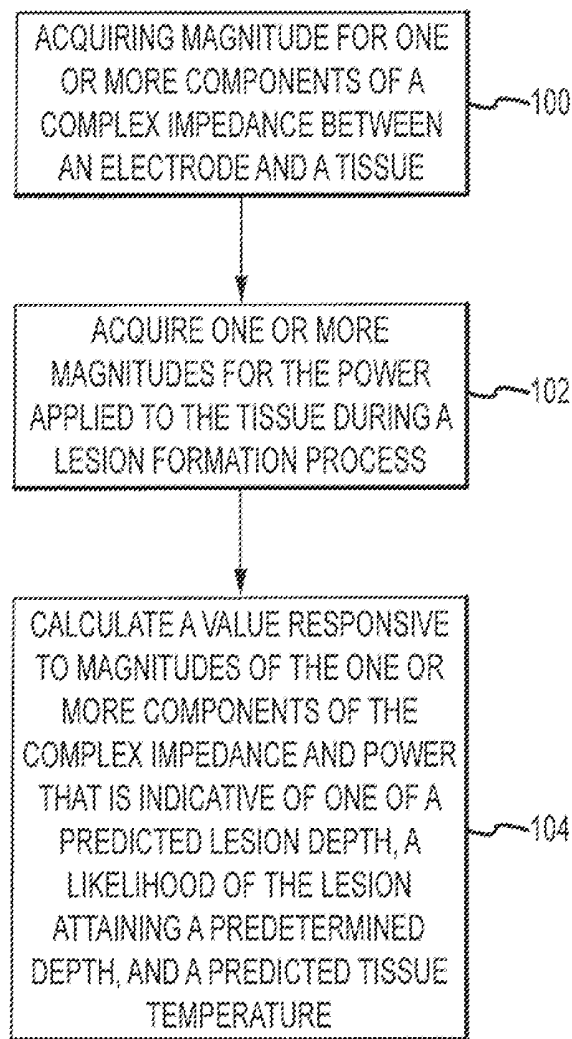 ACQUIRING MAGNITUDE FOR ONE
OR MORE COMPONENTS OF A
COMPLEX IMPEDANCE BETWEEN
AN ELECTRODE AND A TISSUE
100
ACQUIRE ONE OR MORE
MAGNITUDES FOR THE POWER
APPLIED TO THE TISSUE DURING A
LESION FORMATION PROCESS
102
CALCULATE A VALUE RESPONSIVE
TO MAGNITUDES OF THE ONE OR
MORE COMPONENTS OF THE
COMPLEX IMPEDANCE AND POWER
THAT IS INDICATIVE OF ONE OF A
PREDICTED LESION DEPTH, A
LIKELIHOOD OF THE LESION
ATTAINING A PREDETERMINED
DEPTH, AND A PREDICTED TISSUE
TEMPERATURE
104